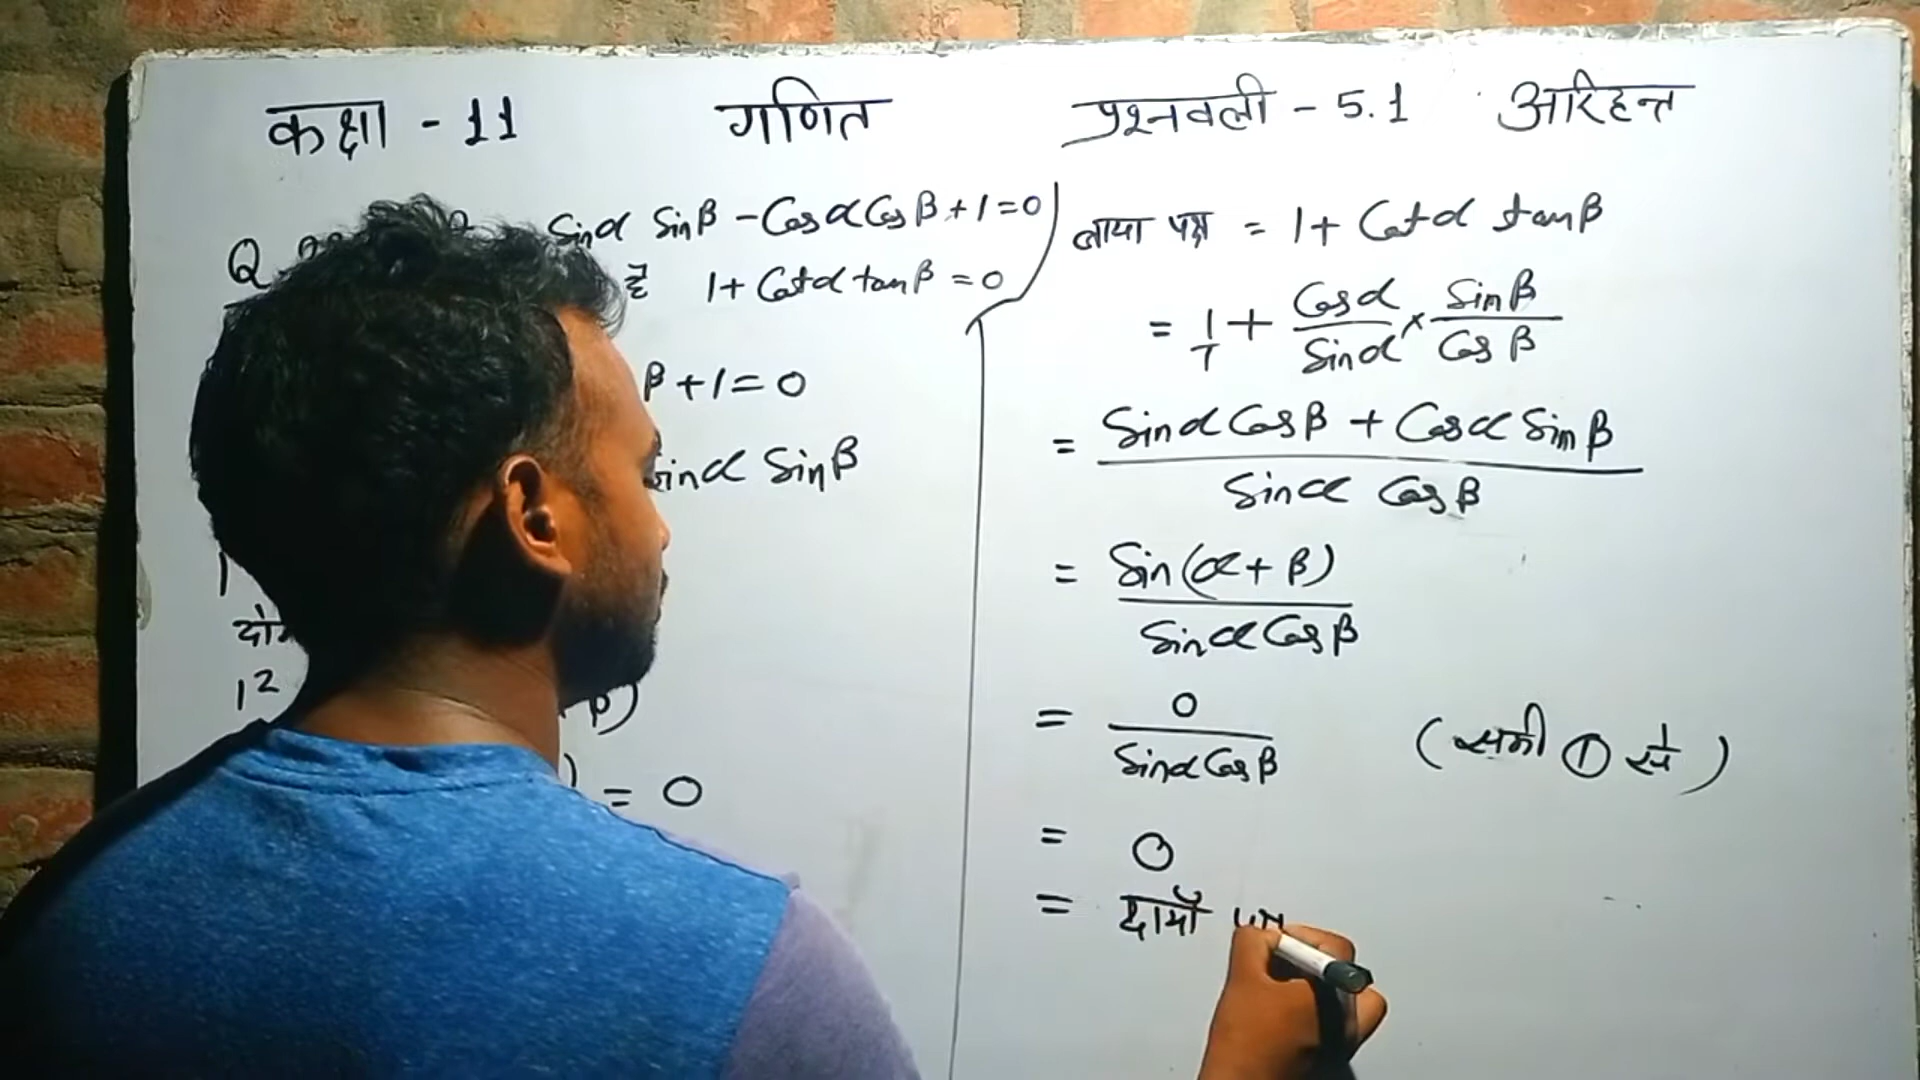 कक्षा - 11 गणित प्रश्नवली - 5.1 अरिहन्त
Q sinα sinβ - Cosα Cosβ + 1 = 0
है 1 + Cotα tanβ = 0
β + 1 = 0
sinα sinβ
1²
β)
) = 0
बाया पक्ष = 1 + Cotα tanβ
= 1/1 + Cosα/Sinα × Sinβ/Cosβ
= Sinα Cosβ + Cosα Sinβ / Sinα Cosβ
= Sin(α + β) / Sinα Cosβ
= 0 / Sinα Cosβ (समी ① से)
= 0
= दायाँ